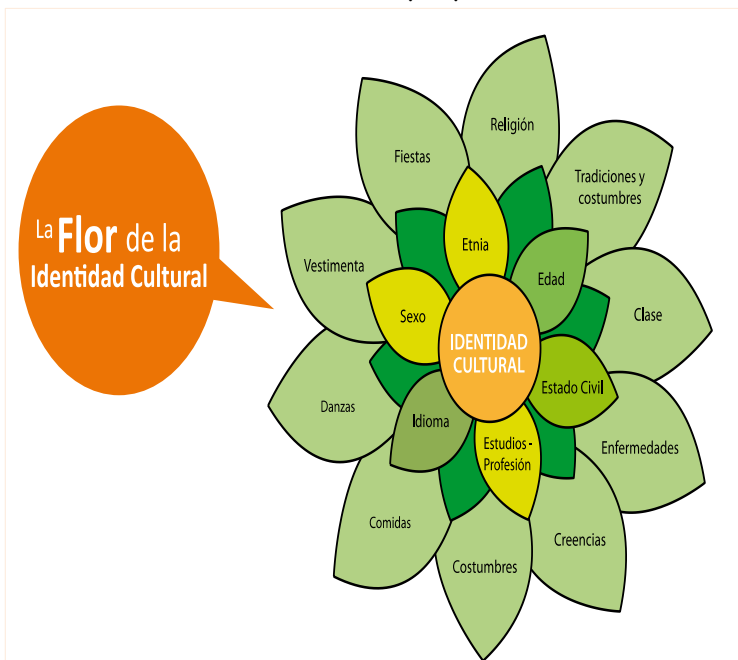 La Flor de la
Identidad Cultural
Religión
Fiestas
Tradiciones y
costumbres
Etnia
Edad
Vestimenta
Sexo
Clase
IDENTIDAD
CULTURAL
Estado Civil
Danzas
Idioma
Estudios -
Profesión
Enfermedades
Comidas
Creencias
Costumbres